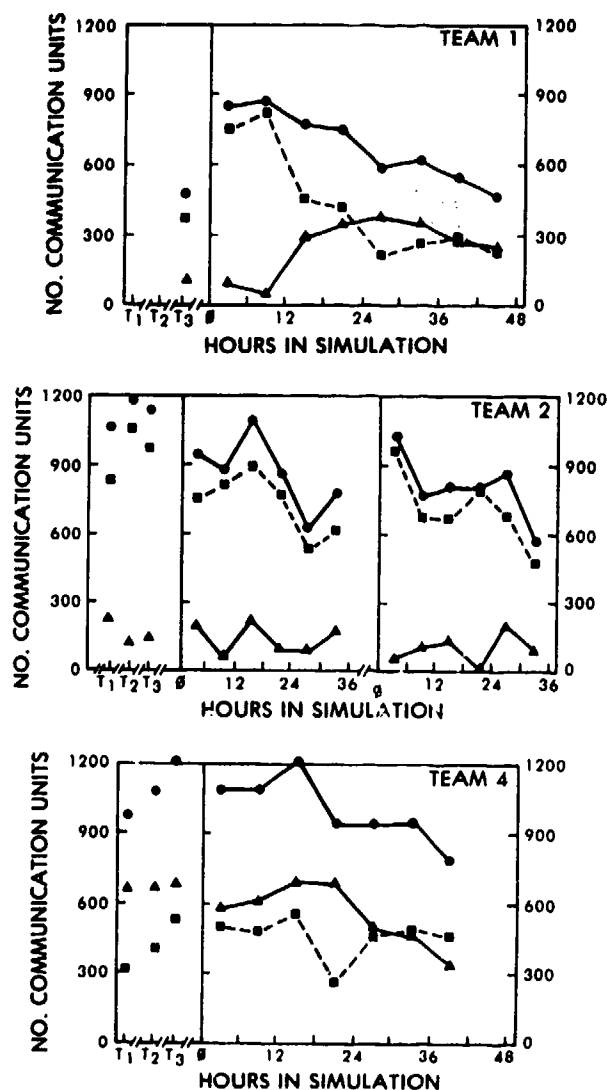 TEAM 1
NO. COMMUNICATION UNITS
1200 1200
900 900
600 600
300 300
0 0
T1 T2 T3 Ø 12 24 36 48
HOURS IN SIMULATION
TEAM 2
NO. COMMUNICATION UNITS
1200 1200
900 900
600 600
300 300
0 0
T1 T2 T3 Ø 12 24 36 Ø 12 24 36
HOURS IN SIMULATION
TEAM 4
NO. COMMUNICATION UNITS
1200 1200
900 900
600 600
300 300
0 0
T1 T2 T3 Ø 12 24 36 48
HOURS IN SIMULATION